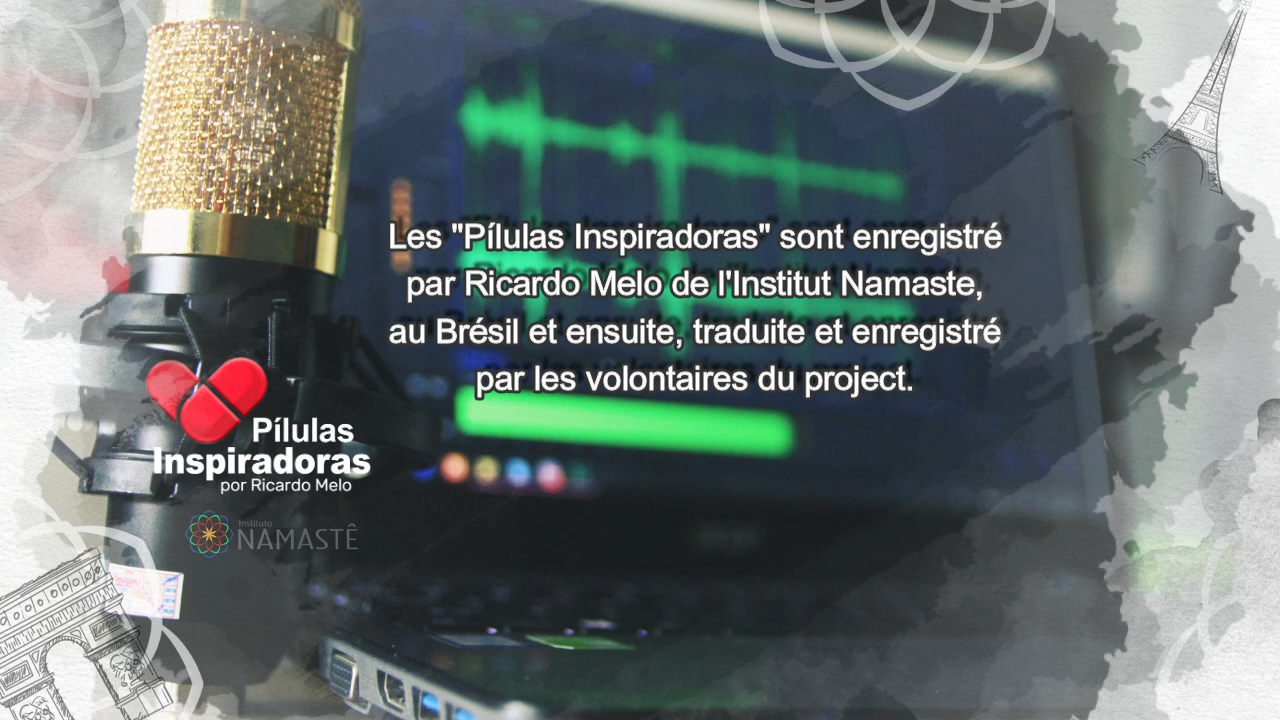 Les "Pílulas Inspiradoras" sont enregistré
par Ricardo Melo de l'Institut Namaste,
au Brésil et ensuite, traduite et enregistré
par les volontaires du project.
Pílulas
Inspiradoras
por Ricardo Melo
Instituto
NAMASTÊ